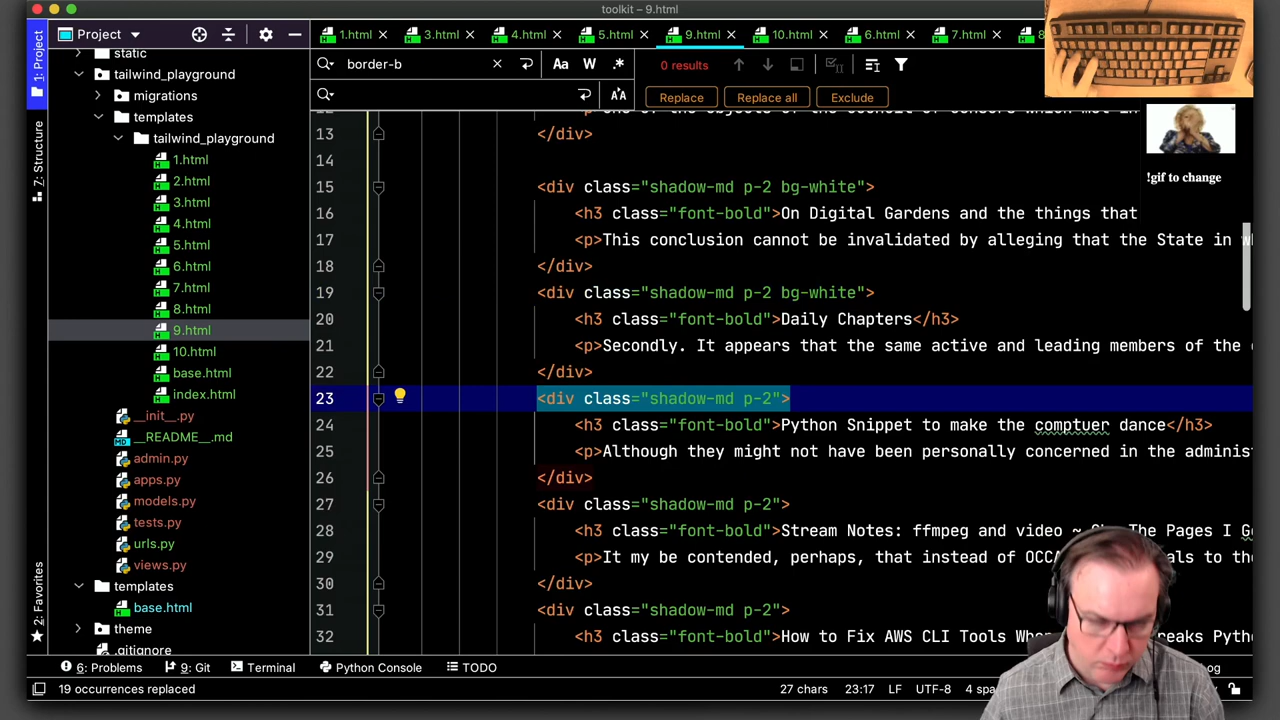 toolkit – 9.html
Project
1.html
3.html
4.html
5.html
9.html
10.html
6.html
7.html
8
1: Project
7: Structure
2: Favorites
static
tailwind_playground
migrations
templates
tailwind_playground
1.html
2.html
3.html
4.html
5.html
6.html
7.html
8.html
9.html
10.html
base.html
index.html
__init__.py
__README__.md
admin.py
apps.py
models.py
tests.py
urls.py
views.py
templates
base.html
theme
.gitignore
border-b
Aa
W
.*
0 results
Replace
Replace all
Exclude
!gif to change
13 </div>
14
15 <div class="shadow-md p-2 bg-white">
16 <h3 class="font-bold">On Digital Gardens and the things that
17 <p>This conclusion cannot be invalidated by alleging that the State in
18 </div>
19 <div class="shadow-md p-2 bg-white">
20 <h3 class="font-bold">Daily Chapters</h3>
21 <p>Secondly. It appears that the same active and leading members of the
22 </div>
23 <div class="shadow-md p-2">
24 <h3 class="font-bold">Python Snippet to make the comptuer dance</h3>
25 <p>Although they might not have been personally concerned in the adminis
26 </div>
27 <div class="shadow-md p-2">
28 <h3 class="font-bold">Stream Notes: ffmpeg and video ~ The Pages I
29 <p>It my be contended, perhaps, that instead of OCCA to the
30 </div>
31 <div class="shadow-md p-2">
32 <h3 class="font-bold">How to Fix AWS CLI Tools
6: Problems
9: Git
Terminal
Python Console
TODO
19 occurrences replaced
27 chars
23:17
LF
UTF-8
4 spa